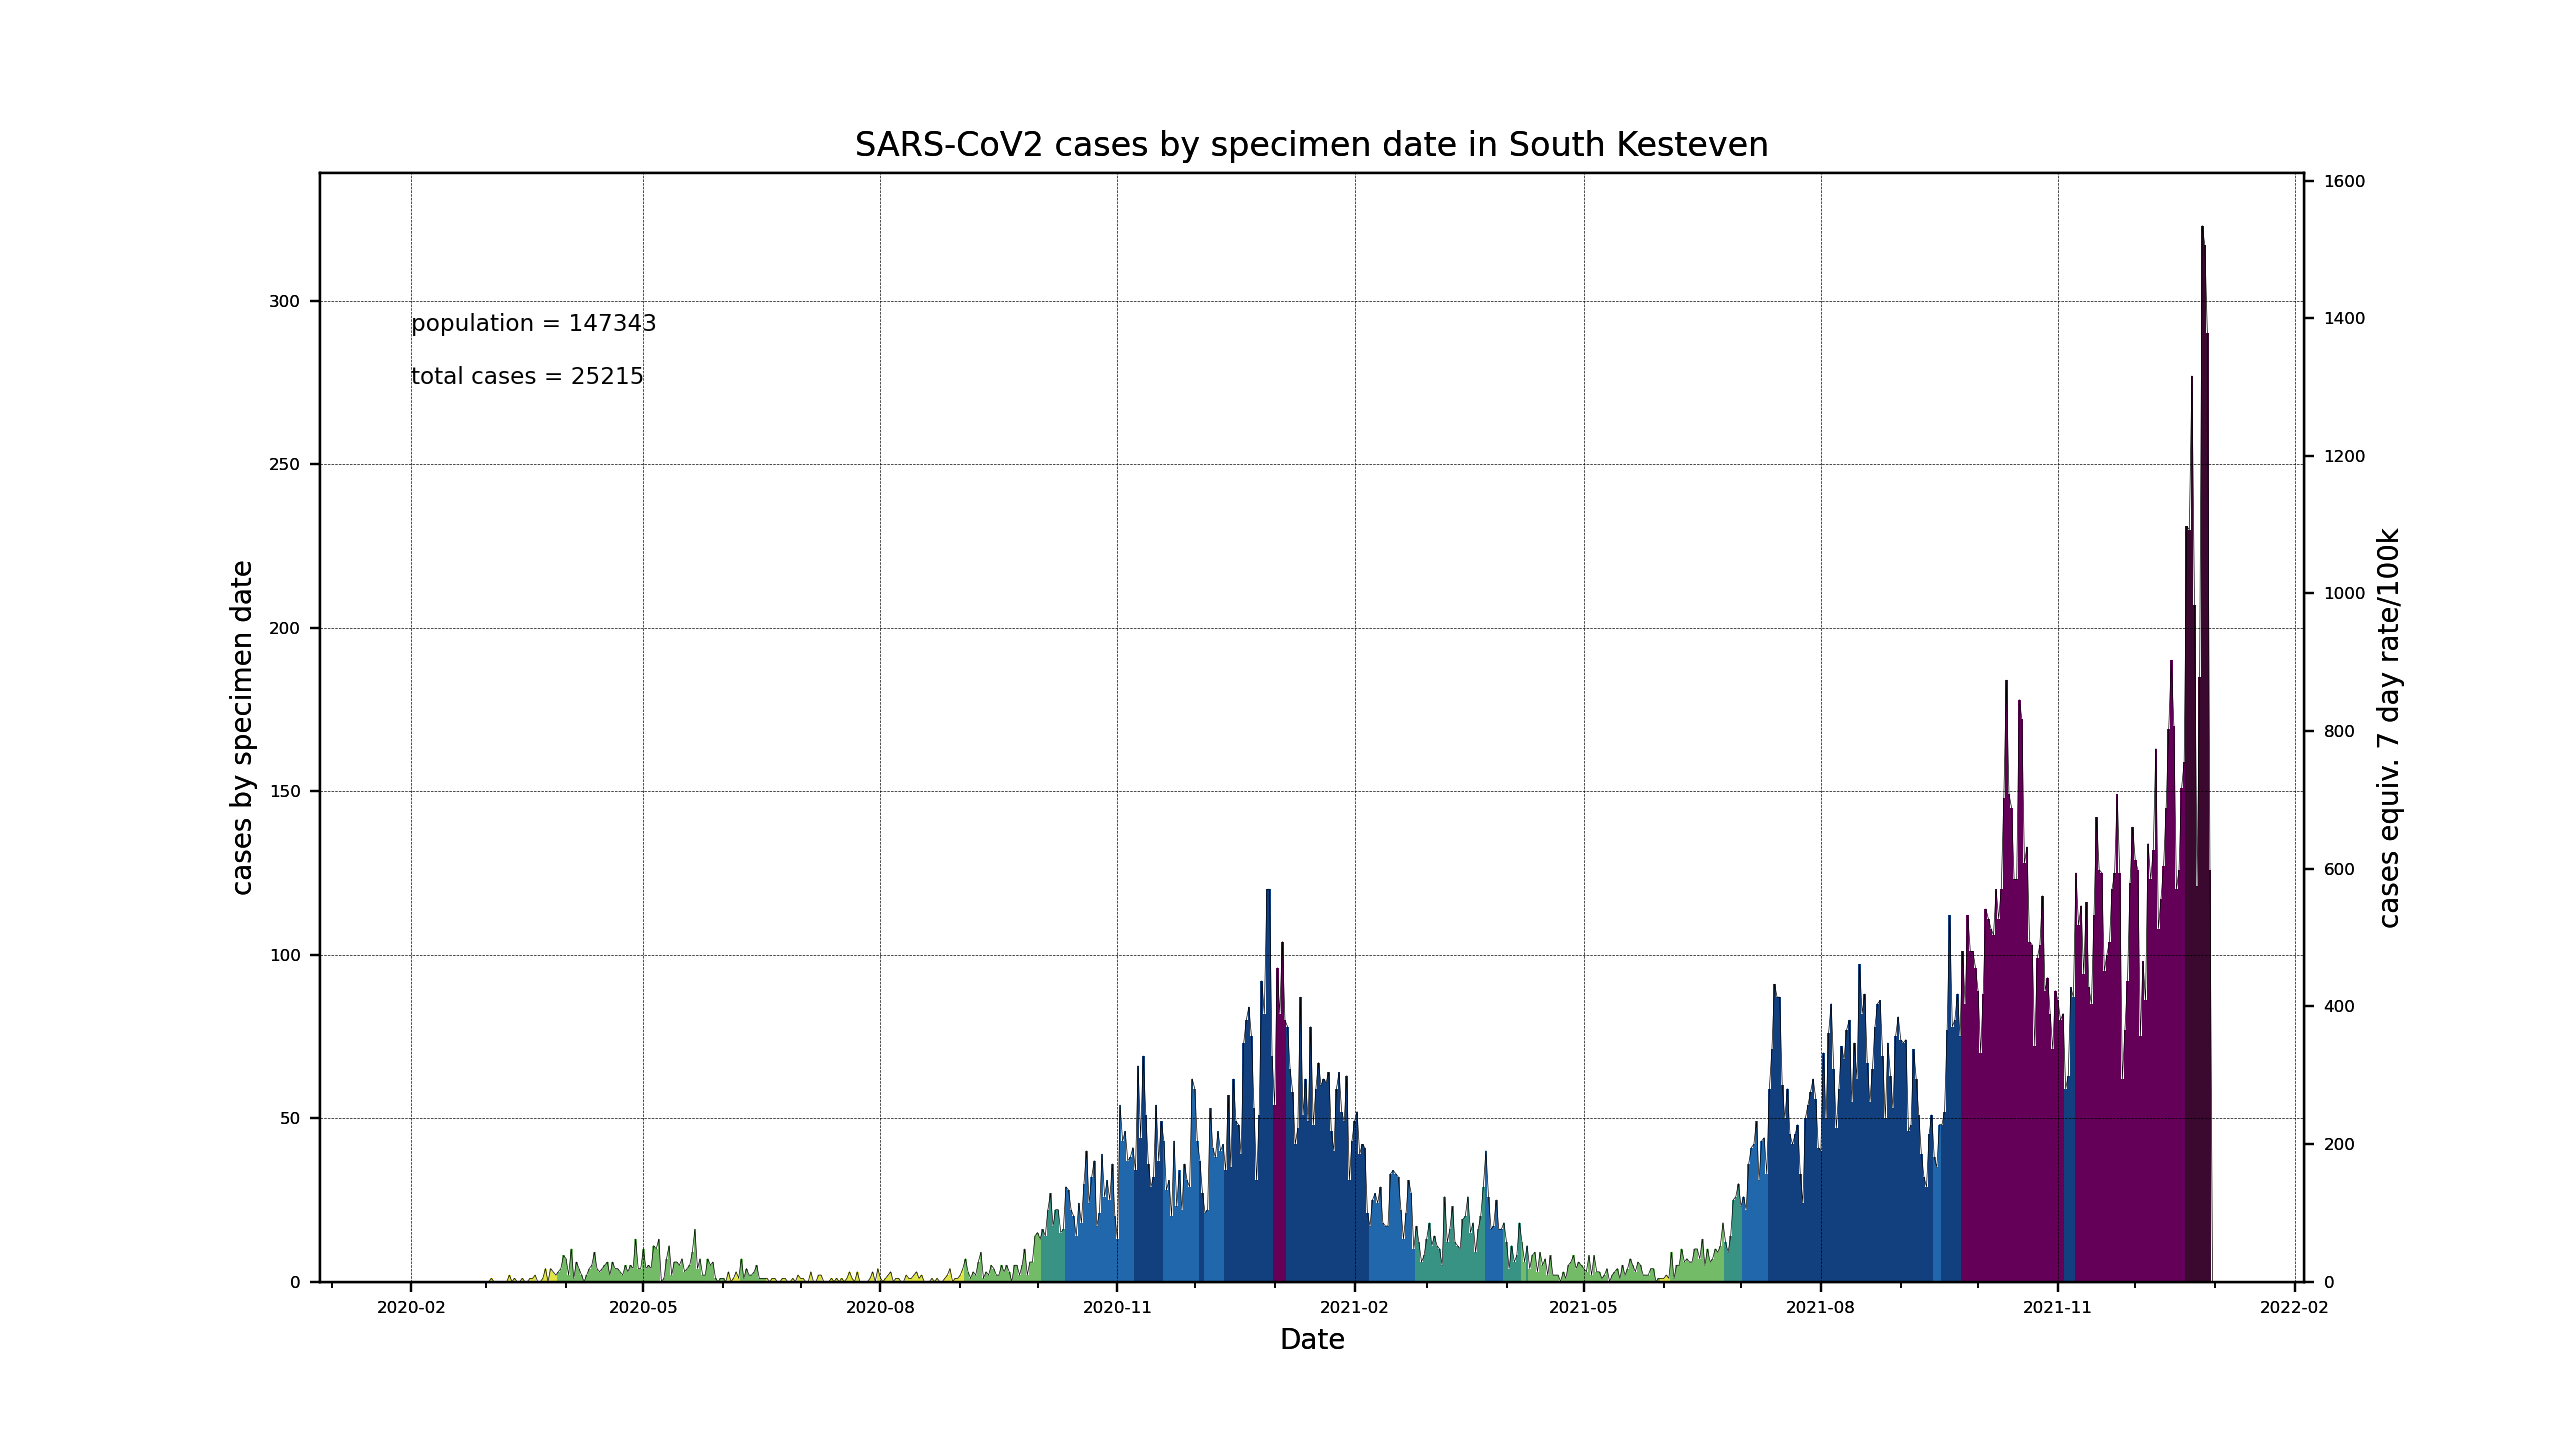 SARS-CoV2 cases by specimen date in South Kesteven
population = 147343
total cases = 25215
cases by specimen date
300
250
200
150
100
50
0
1600
1400
1200
1000
800
600
400
200
0
cases equiv. 7 day rate/100k
2020-02 2020-05 2020-08 2020-11 2021-02 2021-05 2021-08 2021-11 2022-02
Date